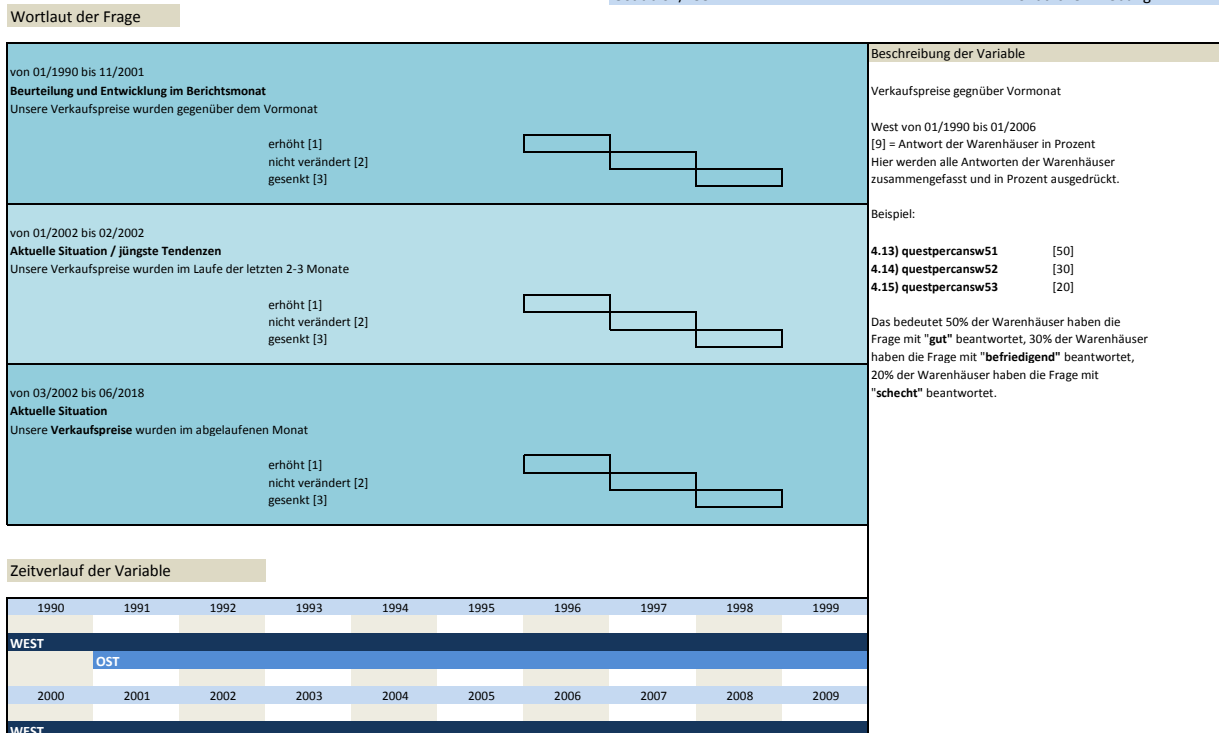 Wortlaut der Frage
von 01/1990 bis 11/2001
Beurteilung und Entwicklung im Berichtsmonat
Unsere Verkaufspreise wurden gegenüber dem Vormonat
erhöht [1]
nicht verändert [2]
gesenkt [3]
von 01/2002 bis 02/2002
Aktuelle Situation / jüngste Tendenzen
Unsere Verkaufspreise wurden im Laufe der letzten 2-3 Monate
erhöht [1]
nicht verändert [2]
gesenkt [3]
von 03/2002 bis 06/2018
Aktuelle Situation
Unsere Verkaufspreise wurden im abgelaufenen Monat
erhöht [1]
nicht verändert [2]
gesenkt [3]
Beschreibung der Variable
Verkaufspreise gegnüber Vormonat
West von 01/1990 bis 01/2006
[9] = Antwort der Warenhäuser in Prozent
Hier werden alle Antworten der Warenhäuser
zusammengefasst und in Prozent ausgedrückt.
Beispiel:
4.13) questpercansw51 [50]
4.14) questpercansw52 [30]
4.15) questpercansw53 [20]
Das bedeutet 50% der Warenhäuser haben die
Frage mit "gut" beantwortet, 30% der Warenhäuser
haben die Frage mit "befriedigend" beantwortet,
20% der Warenhäuser haben die Frage mit
"schecht" beantwortet.
Zeitverlauf der Variable
1990 1991 1992 1993 1994 1995 1996 1997 1998 1999
WEST
OST
2000 2001 2002 2003 2004 2005 2006 2007 2008 2009
WEST